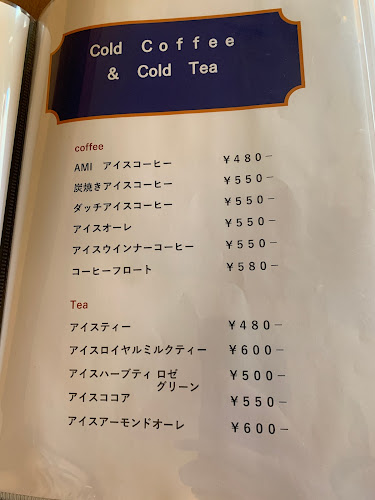 Cold Coffee
& Cold Tea
coffee
AMI アイスコーヒー ￥480−
炭焼きアイスコーヒー ￥550−
ダッチアイスコーヒー ￥550−
アイスオーレ ￥550−
アイスウインナーコーヒー ￥550−
コーヒーフロート ￥580−
Tea
アイスティー ￥480−
アイスロイヤルミルクティー ￥600−
アイスハーブティ ロゼ ￥500−
グリーン
アイスココア ￥550−
アイスアーモンドオーレ ￥600−